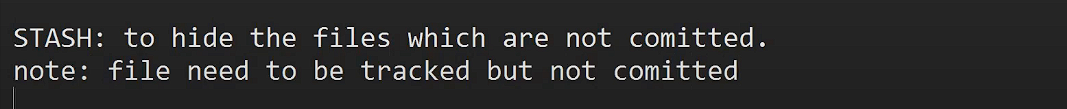 STASH: to hide the files which are not comitted.
note: file need to be tracked but not comitted